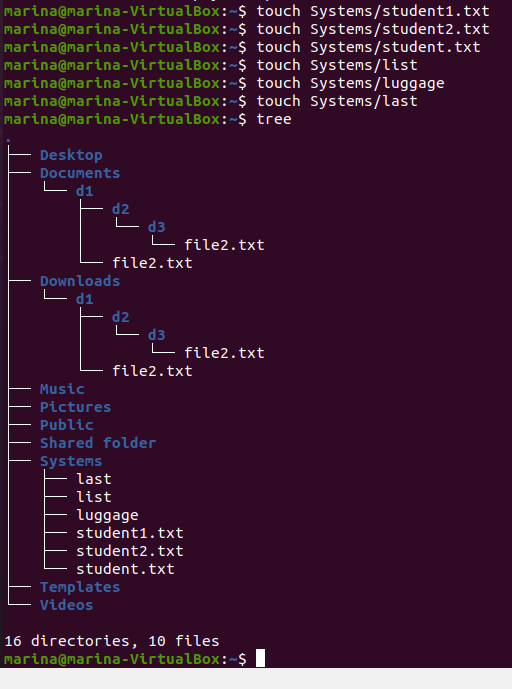 marina@marina-VirtualBox:~$ touch Systems/student1.txt
marina@marina-VirtualBox:~$ touch Systems/student2.txt
marina@marina-VirtualBox:~$ touch Systems/student.txt
marina@marina-VirtualBox:~$ touch Systems/list
marina@marina-VirtualBox:~$ touch Systems/luggage
marina@marina-VirtualBox:~$ touch Systems/last
marina@marina-VirtualBox:~$ tree
.
├── Desktop
├── Documents
│   └── d1
│       ├── d2
│       │   └── d3
│       │       └── file2.txt
│       └── file2.txt
├── Downloads
│   └── d1
│       ├── d2
│       │   └── d3
│       │       └── file2.txt
│       └── file2.txt
├── Music
├── Pictures
├── Public
├── Shared folder
├── Systems
│   ├── last
│   ├── list
│   ├── luggage
│   ├── student1.txt
│   ├── student2.txt
│   └── student.txt
├── Templates
└── Videos

16 directories, 10 files
marina@marina-VirtualBox:~$